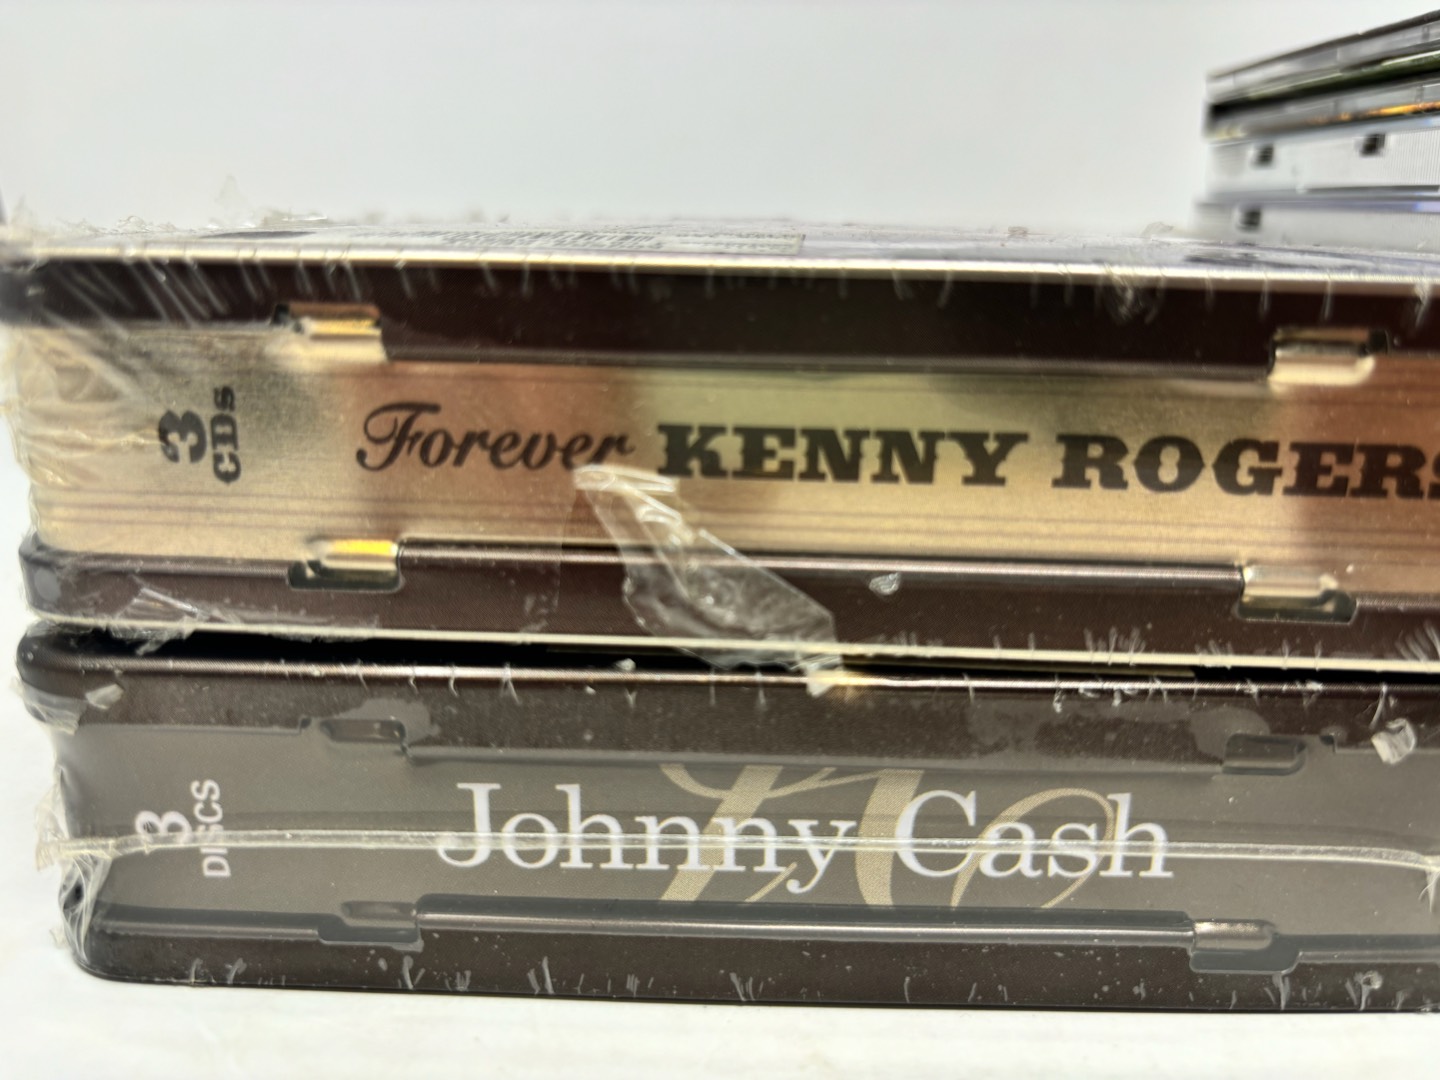 3
CDs
Forever KENNY ROGERS
3
DISCS
Johnny Cash